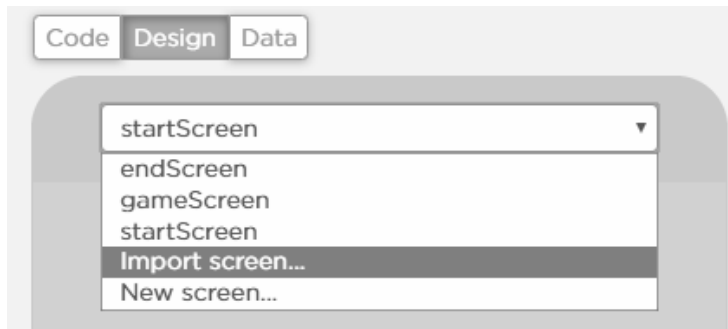 Code Design Data
startScreen
endScreen
gameScreen
startScreen
Import screen...
New screen...